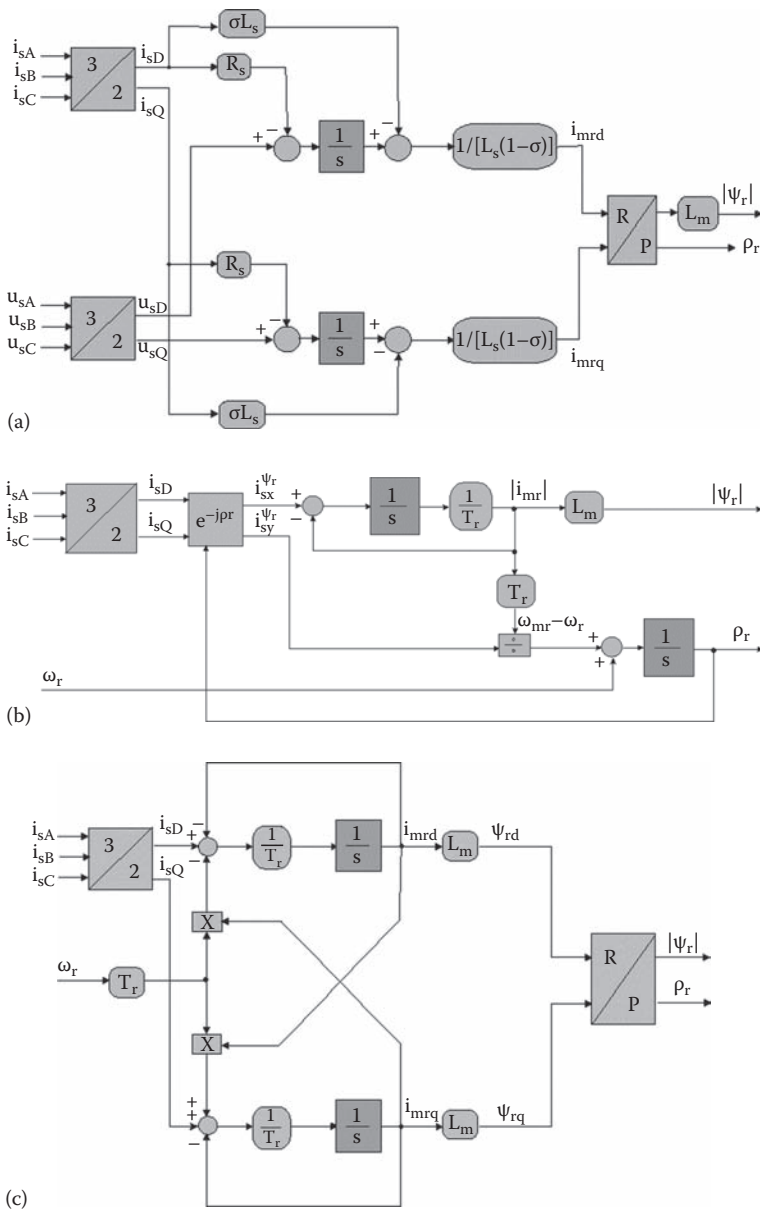 i_sA
i_sB
i_sC
3
2
i_sD
i_sQ
σL_s
R_s
+ −
1/s
+ −
1/[L_s(1−σ)]
i_mrd
R
P
L_m
|ψ_r|
ρ_r
R_s
u_sA
u_sB
u_sC
3
2
u_sD
u_sQ
+ −
1/s
+
−
1/[L_s(1−σ)]
i_mrq
σL_s
(a)
i_sA
i_sB
i_sC
3
2
i_sD
i_sQ
e^−jρr
i_sx^ψr
i_sy^ψr
+
−
1/s
1/T_r
|i_mr|
L_m
|ψ_r|
T_r
ω_mr−ω_r
÷
+
+
1/s
ρ_r
ω_r
(b)
i_sA
i_sB
i_sC
3
2
i_sD
i_sQ
−
+
−
1/T_r
1/s
i_mrd
L_m
ψ_rd
X
ω_r
T_r
R
P
|ψ_r|
ρ_r
X
+
+
−
1/T_r
1/s
i_mrq
L_m
ψ_rq
(c)